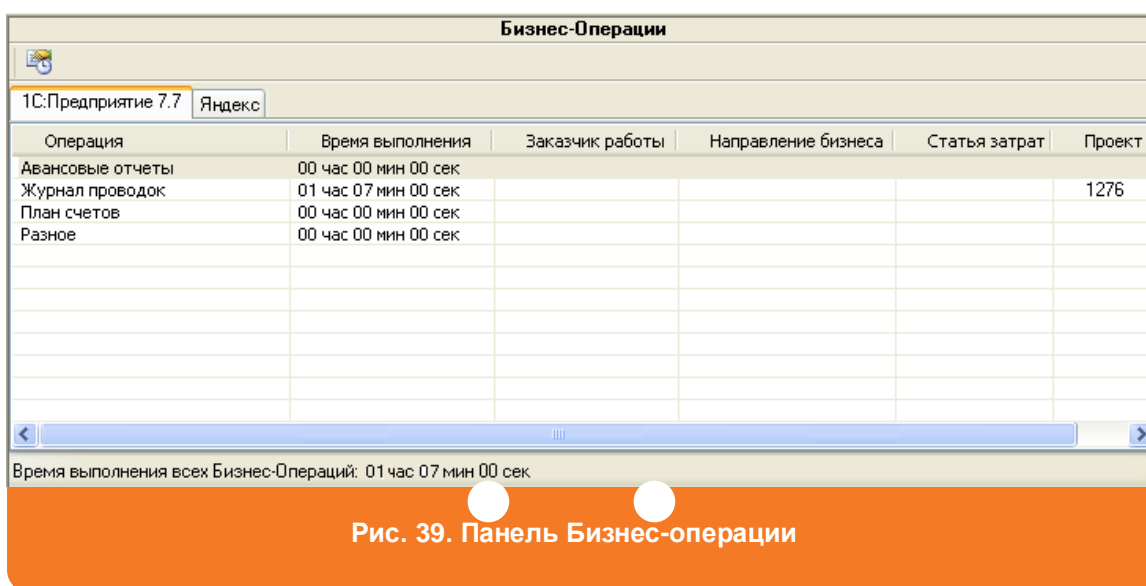 Бизнес-Операции
1С:Предприятие 7.7 Яндекс
Операция Время выполнения Заказчик работы Направление бизнеса Статья затрат Проект
Авансовые отчеты 00 час 00 мин 00 сек
Журнал проводок 01 час 07 мин 00 сек 1276
План счетов 00 час 00 мин 00 сек
Разное 00 час 00 мин 00 сек
Время выполнения всех Бизнес-Операций: 01 час 07 мин 00 сек
Рис. 39. Панель Бизнес-операции